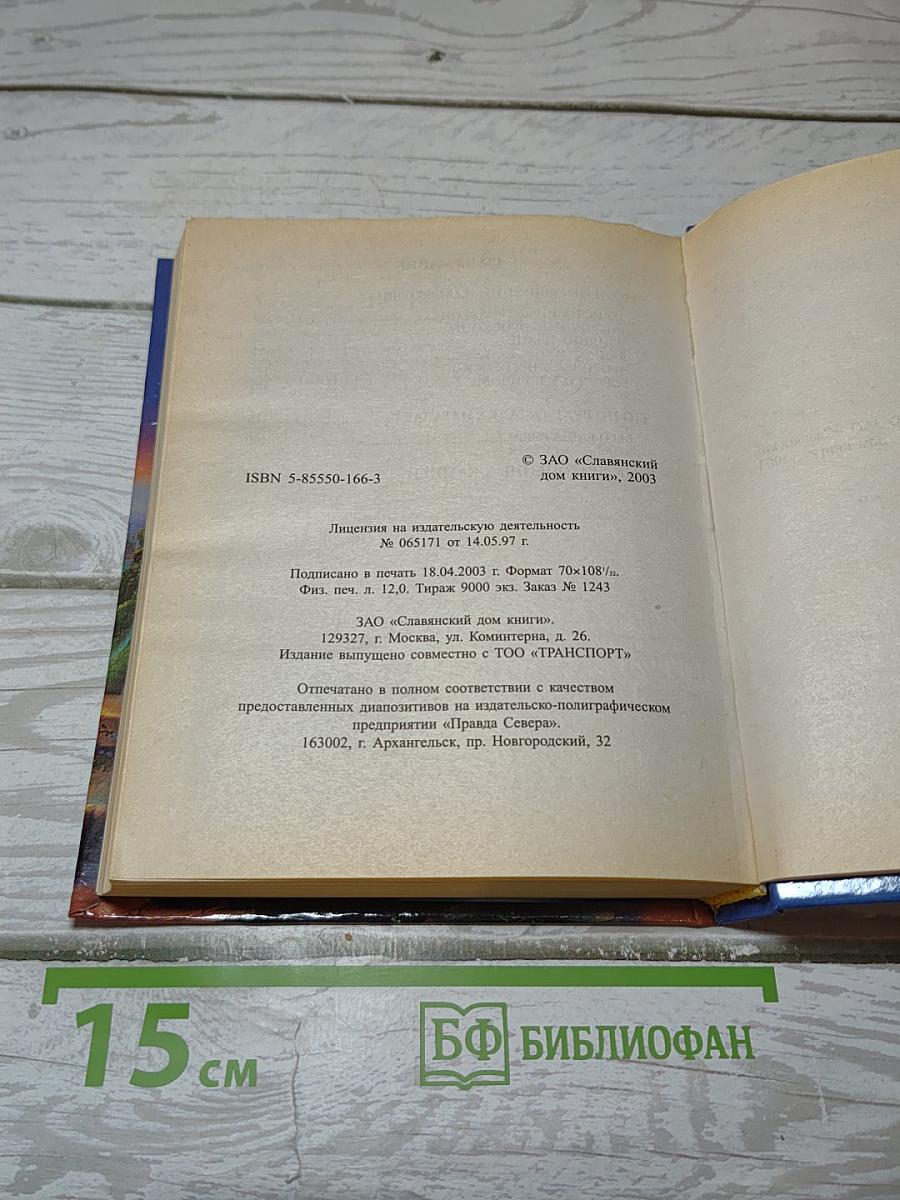 © ЗАО «Славянский
ISBN 5-85550-166-3 дом книги», 2003
Лицензия на издательскую деятельность
№ 065171 от 14.05.97 г.
Подписано в печать 18.04.2003 г. Формат 70×108¹/₃₂.
Физ. печ. л. 12,0. Тираж 9000 экз. Заказ № 1243
ЗАО «Славянский дом книги».
129327, г. Москва, ул. Коминтерна, д. 26.
Издание выпущено совместно с ТОО «ТРАНСПОРТ»
Отпечатано в полном соответствии с качеством
предоставленных диапозитивов на издательско-полиграфическом
предприятии «Правда Севера».
163002, г. Архангельск, пр. Новгородский, 32
15 см
БФ БИБЛИОФАН